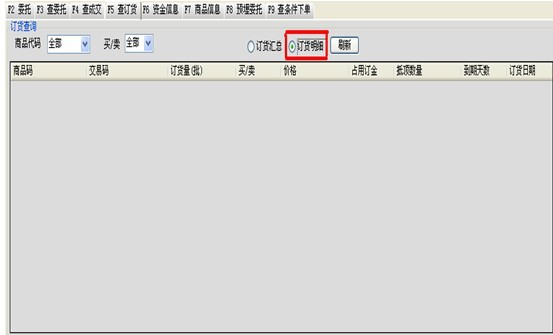 F2 委托 F3 查委托 F4 查成交 F5 查订货 F6 资金信息 F7 商品信息 F8 预埋委托 F9 查条件下单
订货查询
商品代码 全部 买/卖 全部 订货汇总 订货明细 刷新
商品码 交易码 订货量(批) 买/卖 价格 占用订金 抵顶数量 到期天数 订货日期